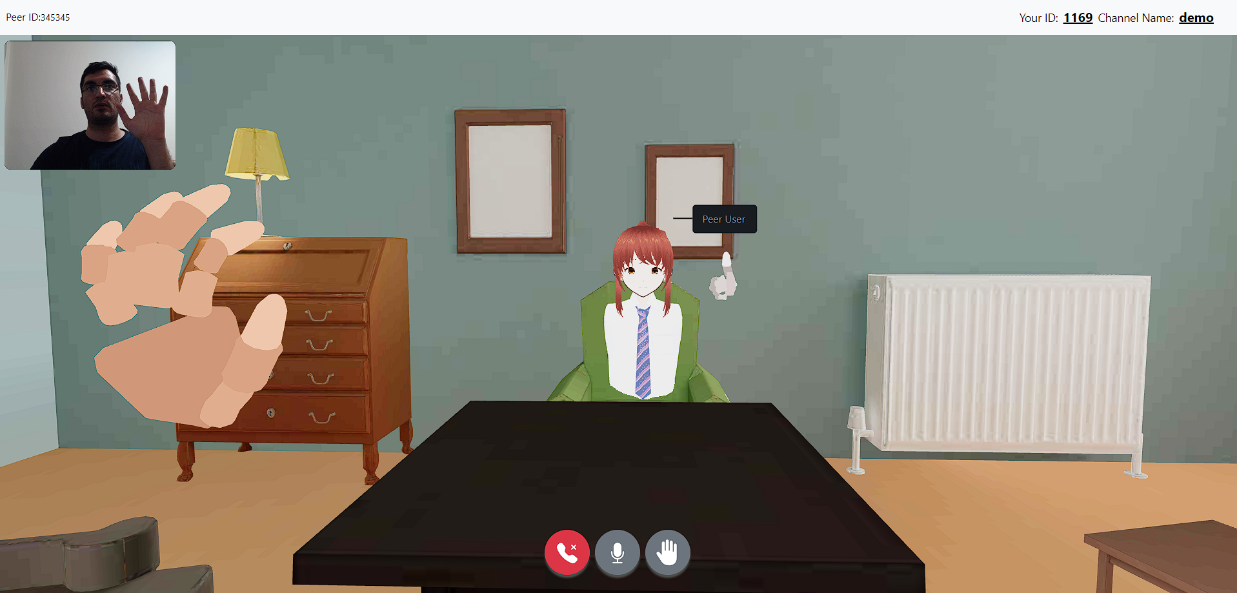 Peer ID:345345
Your ID: 1169 Channel Name: demo
Peer User